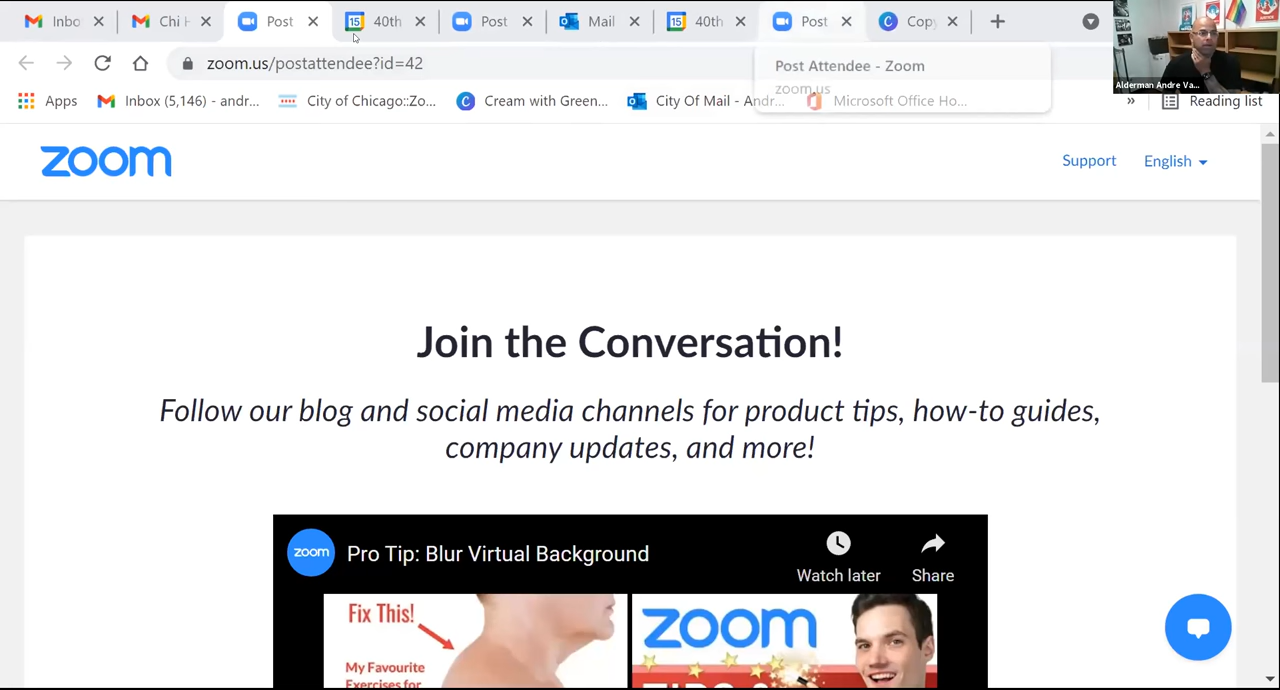 Inbo
Chi H
Post
15 40th
Post
Mail
15 40th
Post
Copy
zoom.us/postattendee?id=42
Post Attendee - Zoom
zoom.us
Apps
Inbox (5,146) - andr...
City of Chicago::Zo...
Cream with Green...
City Of Mail - Andr...
Microsoft Office Ho...
»
Reading list
Alderman Andre Va...
zoom
Support
English
Join the Conversation!
Follow our blog and social media channels for product tips, how-to guides,
company updates, and more!
zoom
Pro Tip: Blur Virtual Background
Watch later
Share
Fix This!
My Favourite
Exercises for
zoom